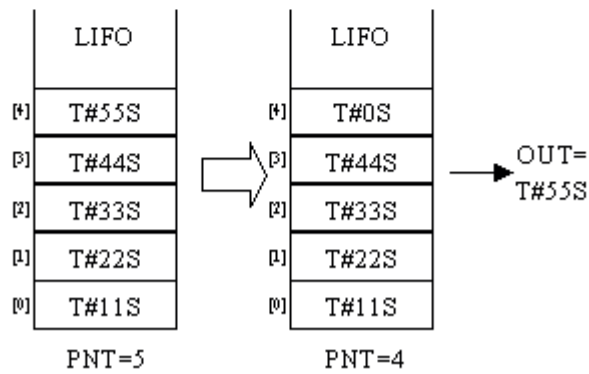 LIFO LIFO
[4] T#55S [4] T#0S
[3] T#44S [3] T#44S OUT=
T#55S
[2] T#33S [2] T#33S
[1] T#22S [1] T#22S
[0] T#11S [0] T#11S
PNT=5 PNT=4